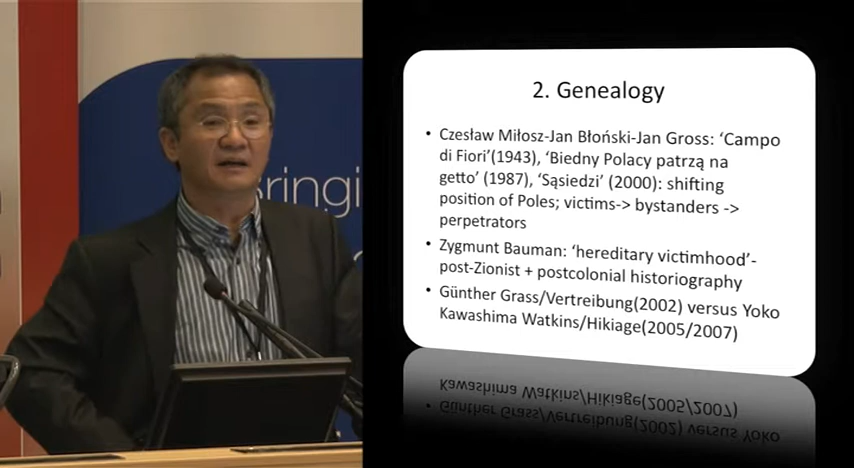 2. Genealogy
• Czesław Miłosz-Jan Błoński-Jan Gross: ‘Campo
di Fiori’(1943), ‘Biedny Polacy patrzą na
getto’ (1987), ‘Sąsiedzi’ (2000): shifting
position of Poles; victims-> bystanders ->
perpetrators
• Zygmunt Bauman: ‘hereditary victimhood’-
post-Zionist + postcolonial historiography
• Günther Grass/Vertreibung(2002) versus Yoko
Kawashima Watkins/Hikiage(2005/2007)